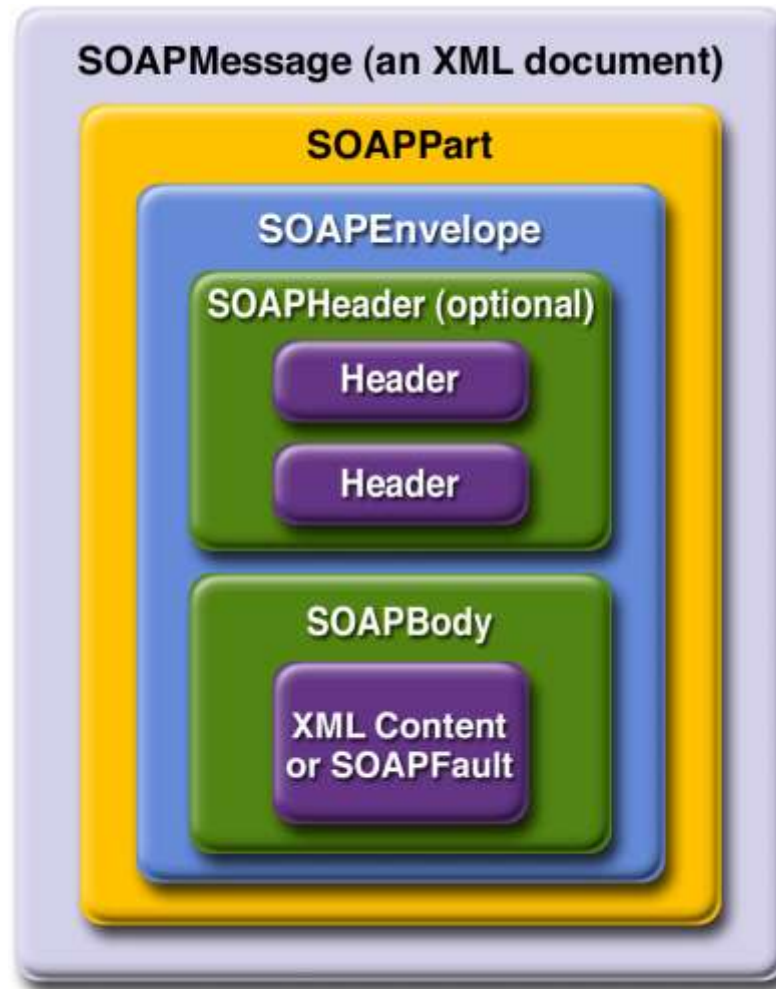 SOAPMessage (an XML document)
SOAPPart
SOAPEnvelope
SOAPHeader (optional)
Header
Header
SOAPBody
XML Content
or SOAPFault